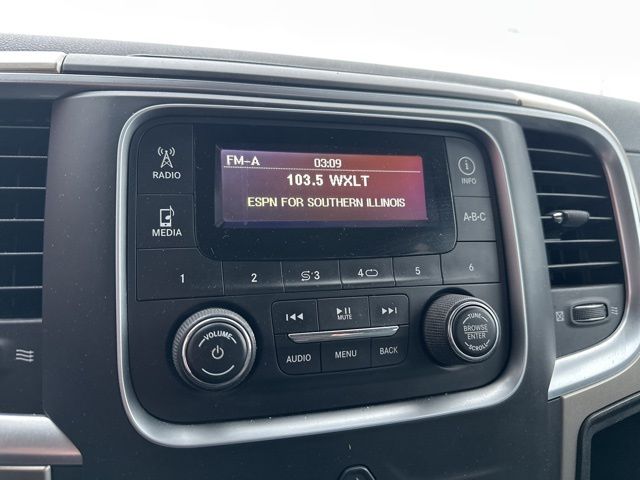 FM-A 03:09
103.5 WXLT
ESPN FOR SOUTHERN ILLINOIS
RADIO
MEDIA
INFO
A-B-C
1 2 3 4 5 6
VOLUME
MUTE
AUDIO MENU BACK
TUNE
BROWSE
ENTER
SCROLL